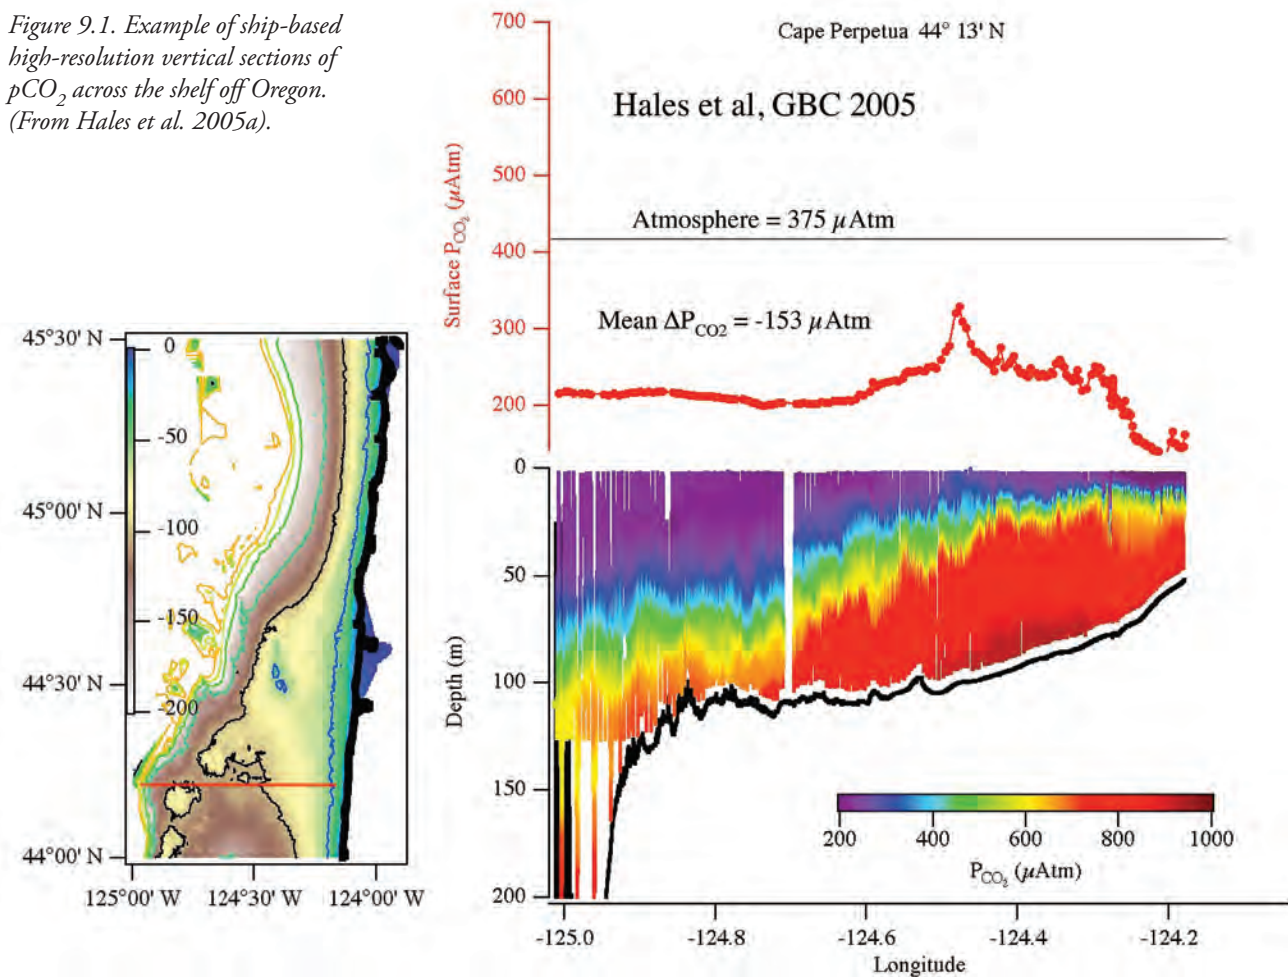 Figure 9.1. Example of ship-based
high-resolution vertical sections of
pCO2 across the shelf off Oregon.
(From Hales et al. 2005a).
Cape Perpetua 44° 13' N
Hales et al, GBC 2005
Atmosphere = 375 µAtm
Mean ΔPCO2 = -153 µAtm
Surface PCO2 (µAtm)
700
600
500
400
300
200
45°30' N
45°00' N
44°30' N
44°00' N
125°00' W
124°30' W
124°00' W
0
-50
-100
-150
-200
Depth (m)
0
50
100
150
200
200
400
600
800
1000
PCO2 (µAtm)
-125.0
-124.8
-124.6
-124.4
-124.2
Longitude